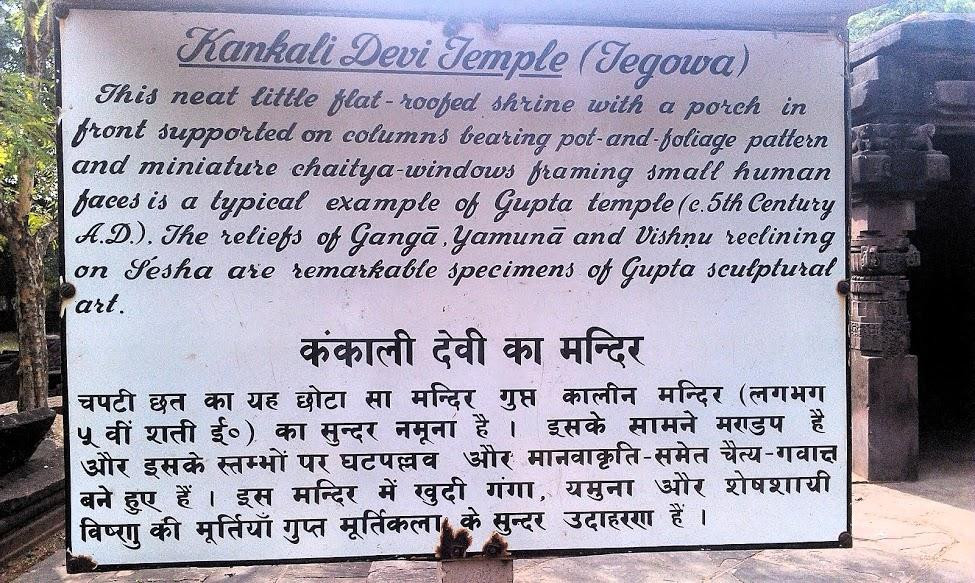 Kankali Devi Temple (Tegowa)
This neat little flat-roofed shrine with a porch in
front supported on columns bearing pot-and-foliage pattern
and miniature chaitya-windows framing small human
faces is a typical example of Gupta temple (c. 5th Century
A.D.). The reliefs of Gangā, Yamunā and Vishṇu reclining
on Śesha are remarkable specimens of Gupta sculptural
art.
कंकाली देवी का मन्दिर
चपटी छत का यह छोटा सा मन्दिर गुप्त कालीन मन्दिर (लगभग
५ वीं शती ई०) का सुन्दर नमूना है । इसके सामने मण्डप है
और इसके स्तम्भों पर घटपल्लव और मानवाकृति-समेत चैत्य-गवाक्ष
बने हुए हैं । इस मन्दिर में खुदी गंगा, यमुना और शेषशायी
विष्णु की मूर्तियाँ गुप्त मूर्तिकला के सुन्दर उदाहरण हैं ।